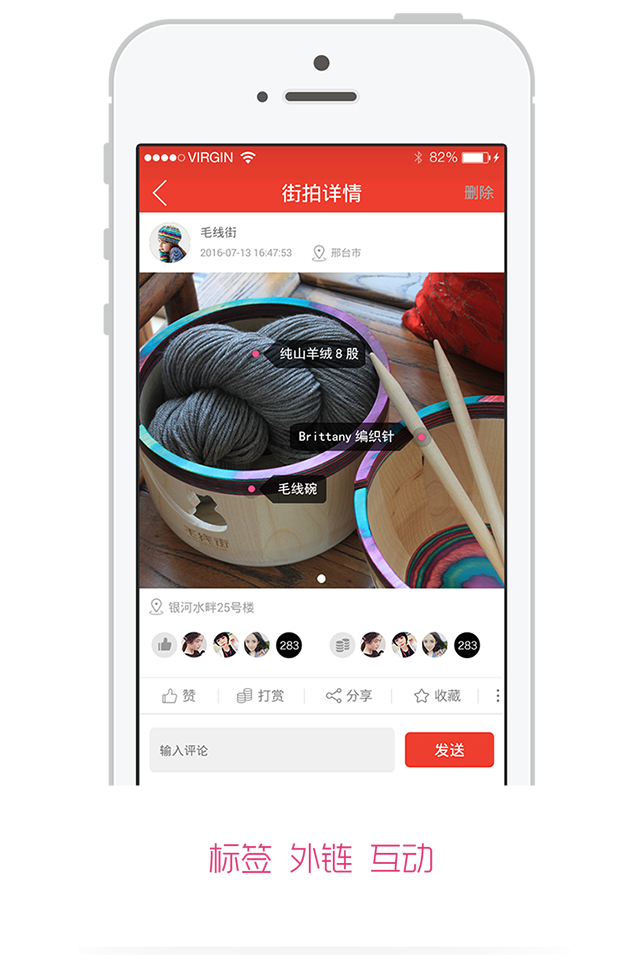 VIRGIN 82%
街拍详情 删除
毛线街
2016-07-13 16:47:53 邢台市
纯山羊绒 8 股
Brittany 编织针
毛线碗
银河水畔25号楼
283 283
赞 打赏 分享 收藏
输入评论 发送
标签 外链 互动